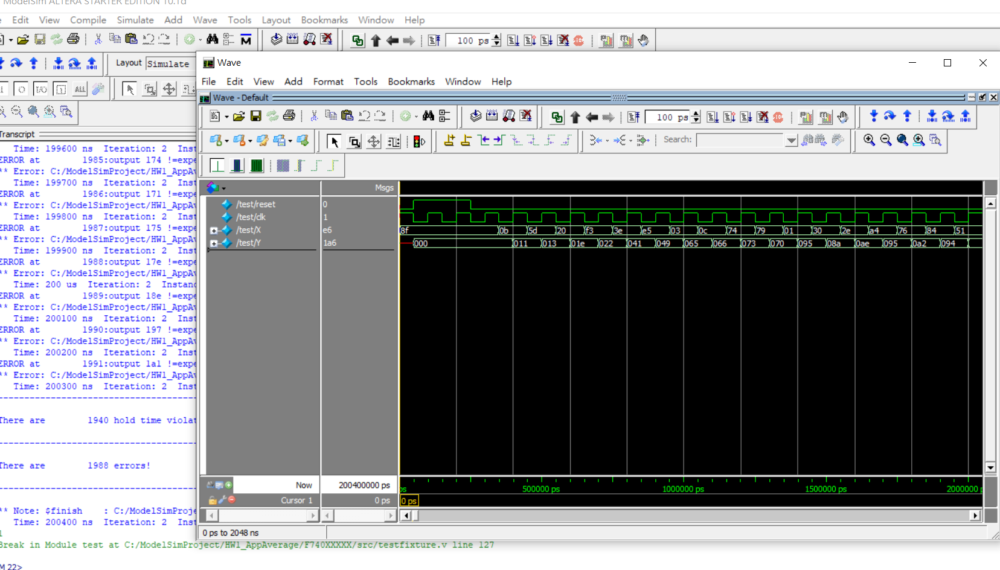 ModelSim ALTERA STARTER EDITION 10.1d
Edit View Compile Simulate Add Wave Tools Layout Bookmarks Window Help
100 ps
Layout Simulate
ALL
Transcript
Time: 199600 ns Iteration: 2 Inst
ERROR at 1985:output 174 !=expe
** Error: C:/ModelSimProject/HW1_AppAv
Time: 199700 ns Iteration: 2 Inst
ERROR at 1986:output 171 !=expe
** Error: C:/ModelSimProject/HW1_AppAv
Time: 199800 ns Iteration: 2 Inst
ERROR at 1987:output 175 !=expe
** Error: C:/ModelSimProject/HW1_AppAv
Time: 199900 ns Iteration: 2 Inst
ERROR at 1988:output 17e !=expe
** Error: C:/ModelSimProject/HW1_AppAv
Time: 200 us Iteration: 2 Instanc
ERROR at 1989:output 18e !=expe
** Error: C:/ModelSimProject/HW1_AppAv
Time: 200100 ns Iteration: 2 Inst
ERROR at 1990:output 197 !=expe
** Error: C:/ModelSimProject/HW1_AppAv
Time: 200200 ns Iteration: 2 Inst
ERROR at 1991:output 1a1 !=expe
** Error: C:/ModelSimProject/HW1_AppAv
Time: 200300 ns Iteration: 2 Inst
There are 1940 hold time violat
There are 1988 errors!
** Note: $finish : C:/ModelSimProje
Time: 200400 ns Iteration: 2 Inst
1
Break in Module test at C:/ModelSimProject/HW1_AppAverage/F740XXXXX/src/testfixture.v line 127
M 22>
Wave
File Edit View Add Format Tools Bookmarks Window Help
Wave - Default
100 ps
Search:
Msgs
/test/reset 0
/test/clk 1
/test/X e6 8f 0b 5d 20 f3 3e e5 03 0c 74 79 01 30 2e a4 76 84 51
/test/Y 1a6 000 011 013 01e 022 041 049 065 066 073 070 095 08a 0ae 095 0a2 094
Now 200400000 ps ps 500000 ps 1000000 ps 1500000 ps 2000000 p
Cursor 1 0 ps 0 ps
0 ps to 2048 ns